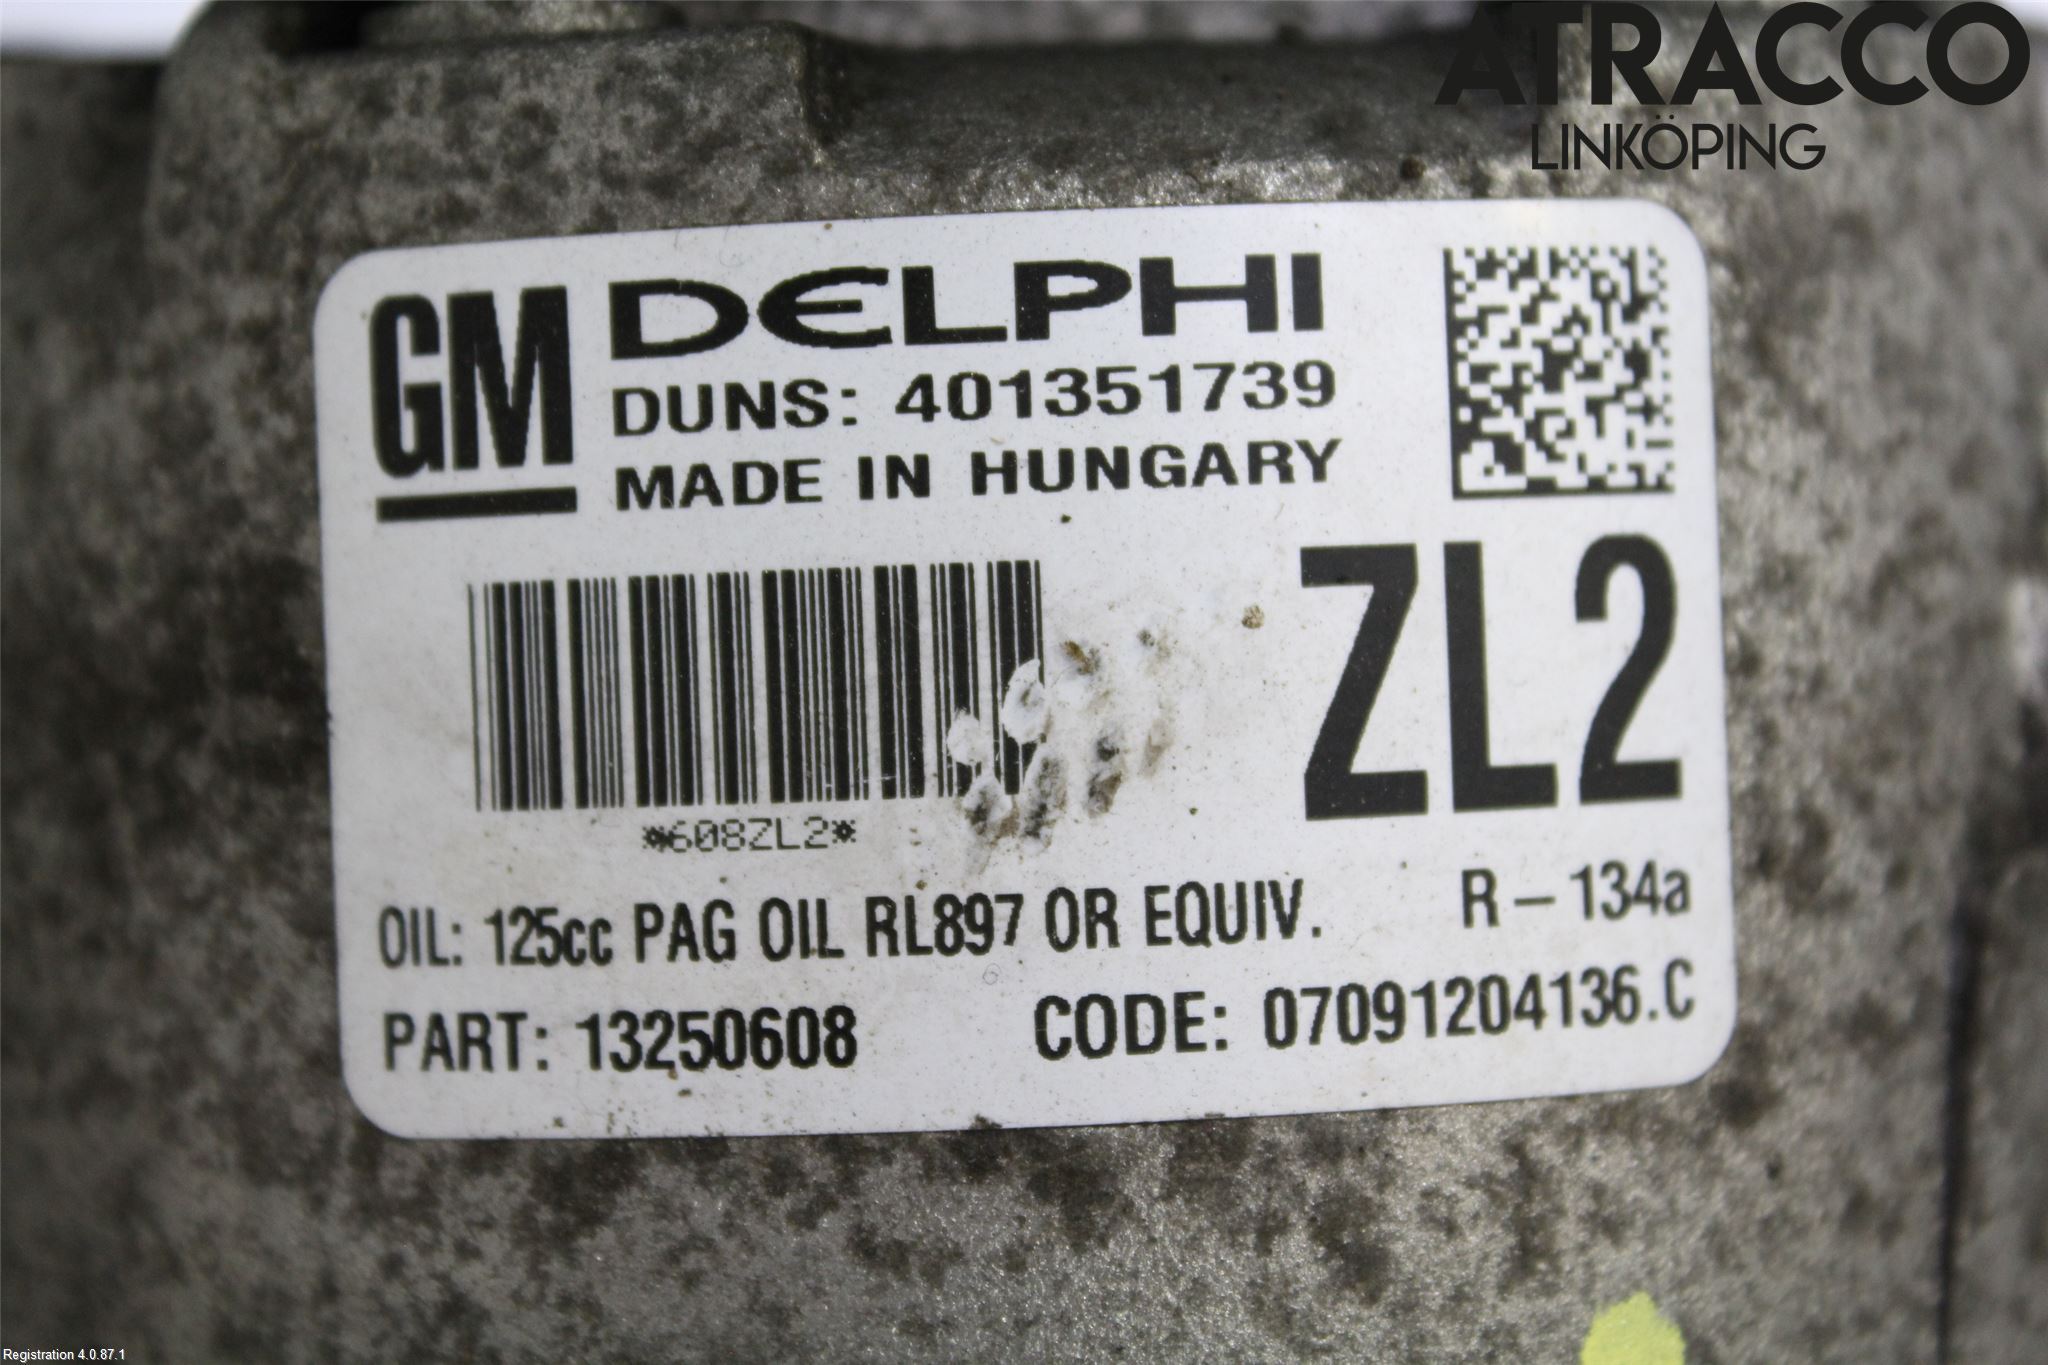 ATRACCO
LINKÖPING
GM DELPHI
DUNS: 401351739
MADE IN HUNGARY
ZL2
*608ZL2*
OIL: 125cc PAG OIL RL897 OR EQUIV. R-134a
PART: 13250608 CODE: 07091204136.C
Registration 4.0.87.1